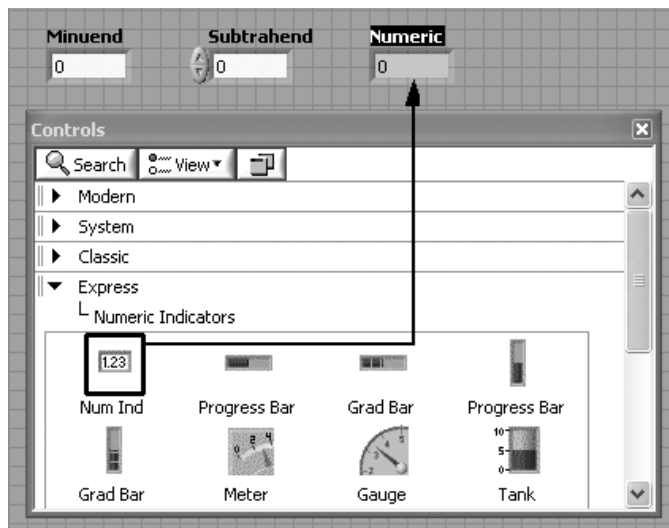 Minuend Subtrahend Numeric
0 0 0
Controls
Search View
Modern
System
Classic
Express
Numeric Indicators
1.23
Num Ind Progress Bar Grad Bar Progress Bar
Grad Bar Meter Gauge Tank